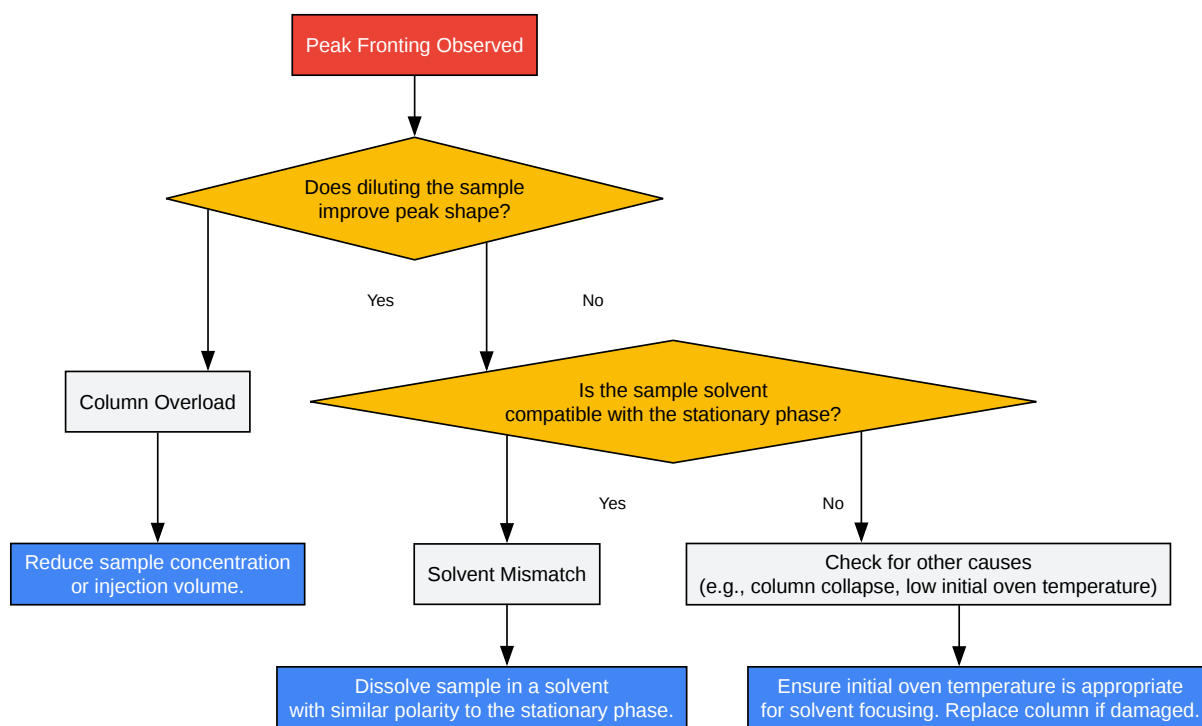 Peak Fronting Observed
Does diluting the sample
improve peak shape?
Yes
No
Column Overload
Is the sample solvent
compatible with the stationary phase?
Yes
No
Reduce sample concentration
or injection volume.
Solvent Mismatch
Check for other causes
(e.g., column collapse, low initial oven temperature)
Dissolve sample in a solvent
with similar polarity to the stationary phase.
Ensure initial oven temperature is appropriate
for solvent focusing. Replace column if damaged.